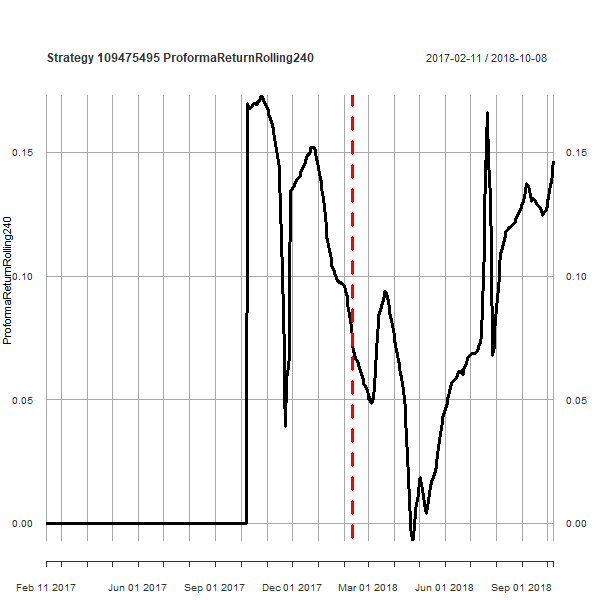 Strategy 109475495 ProformaReturnRolling240
2017-02-11 / 2018-10-08
ProformaReturnRolling240
0.15
0.15
0.10
0.10
0.05
0.05
0.00
0.00
Feb 11 2017
Jun 01 2017
Sep 01 2017
Dec 01 2017
Mar 01 2018
Jun 01 2018
Sep 01 2018